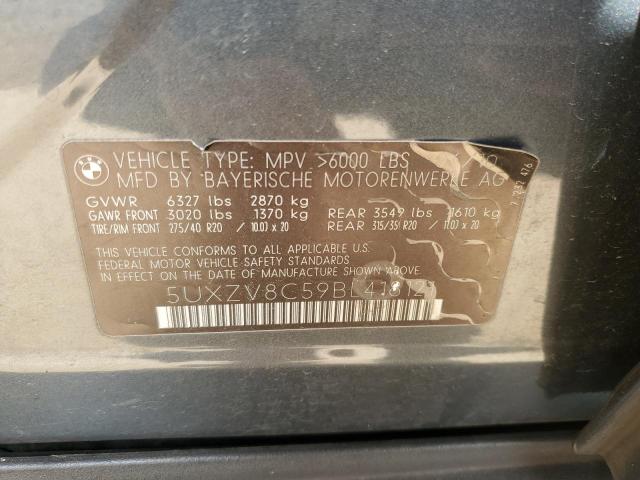 BMW
VEHICLE TYPE: MPV >6000 LBS /10
MFD BY BAYERISCHE MOTORENWERKE AG
GVWR 6327 lbs 2870 kg
GAWR FRONT 3020 lbs 1370 kg REAR 3549 lbs 1610 kg
TIRE/RIM FRONT 275/40 R20 / 10.0J x 20 REAR 315/35 R20 / 11.0J x 20
THIS VEHICLE CONFORMS TO ALL APPLICABLE U.S.
FEDERAL MOTOR VEHICLE SAFETY STANDARDS
IN EFFECT ON THE DATE OF MANUFACTURE SHOWN ABOVE.